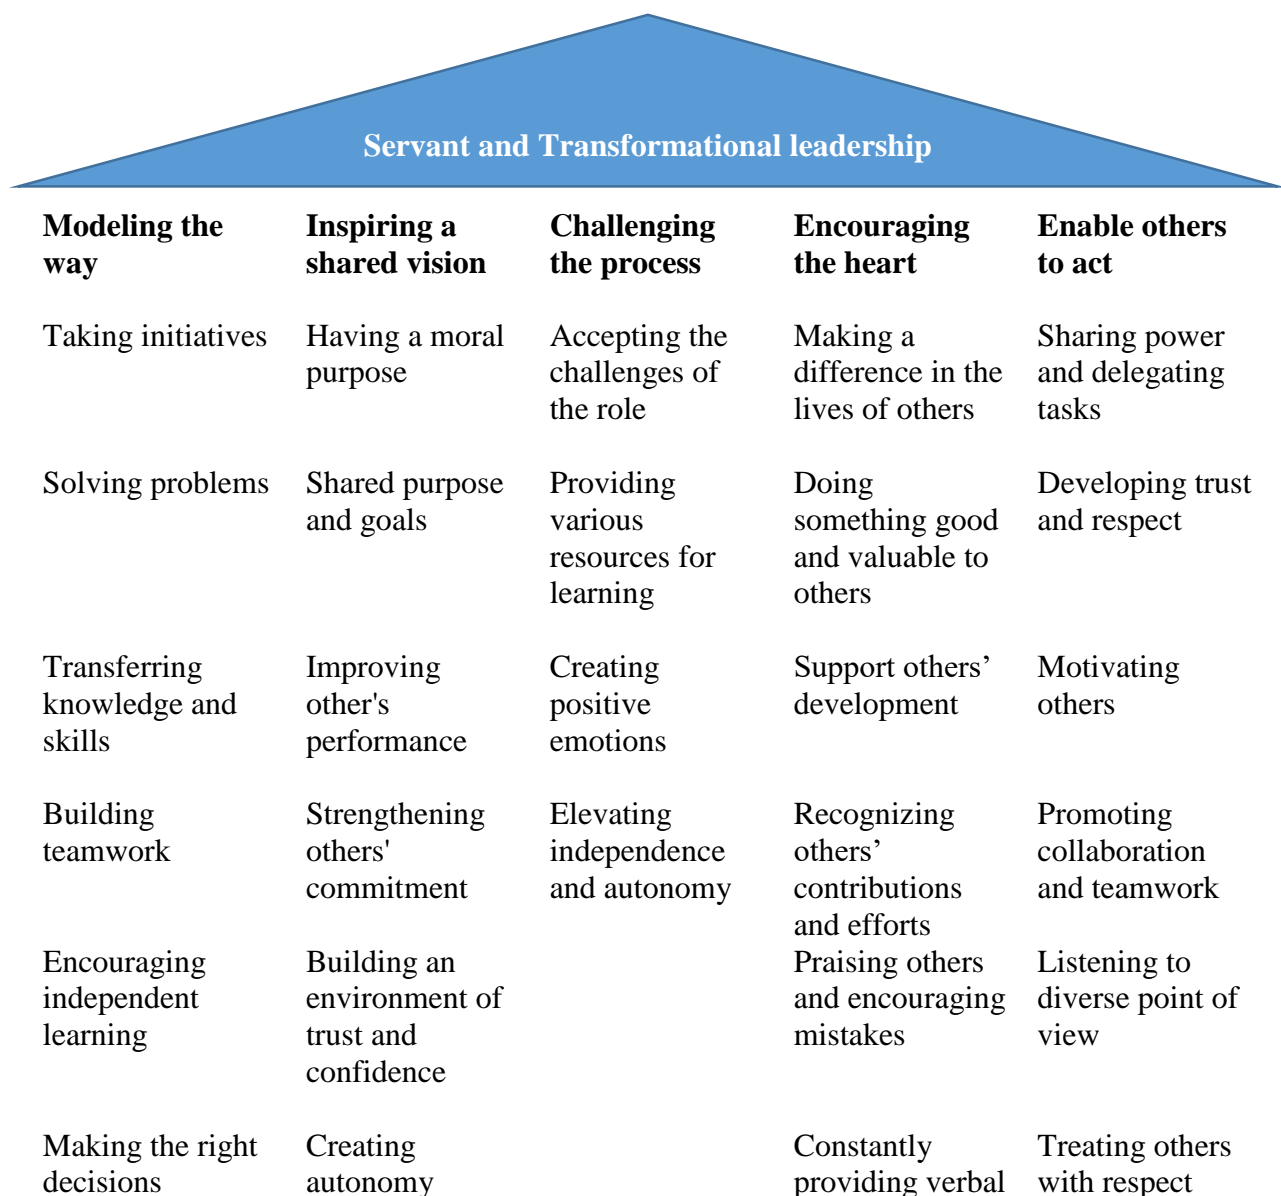 Servant and Transformational leadership
Modeling the
way
Inspiring a
shared vision
Challenging
the process
Encouraging
the heart
Enable others
to act
Taking initiatives
Having a moral
purpose
Accepting the
challenges of
the role
Making a
difference in the
lives of others
Sharing power
and delegating
tasks
Solving problems
Shared purpose
and goals
Providing
various
resources for
learning
Doing
something good
and valuable to
others
Developing trust
and respect
Transferring
knowledge and
skills
Improving
other's
performance
Creating
positive
emotions
Support others’
development
Motivating
others
Building
teamwork
Strengthening
others'
commitment
Elevating
independence
and autonomy
Recognizing
others’
contributions
and efforts
Promoting
collaboration
and teamwork
Encouraging
independent
learning
Building an
environment of
trust and
confidence
Praising others
and encouraging
mistakes
Listening to
diverse point of
view
Making the right
decisions
Creating
autonomy
Constantly
providing verbal
Treating others
with respect